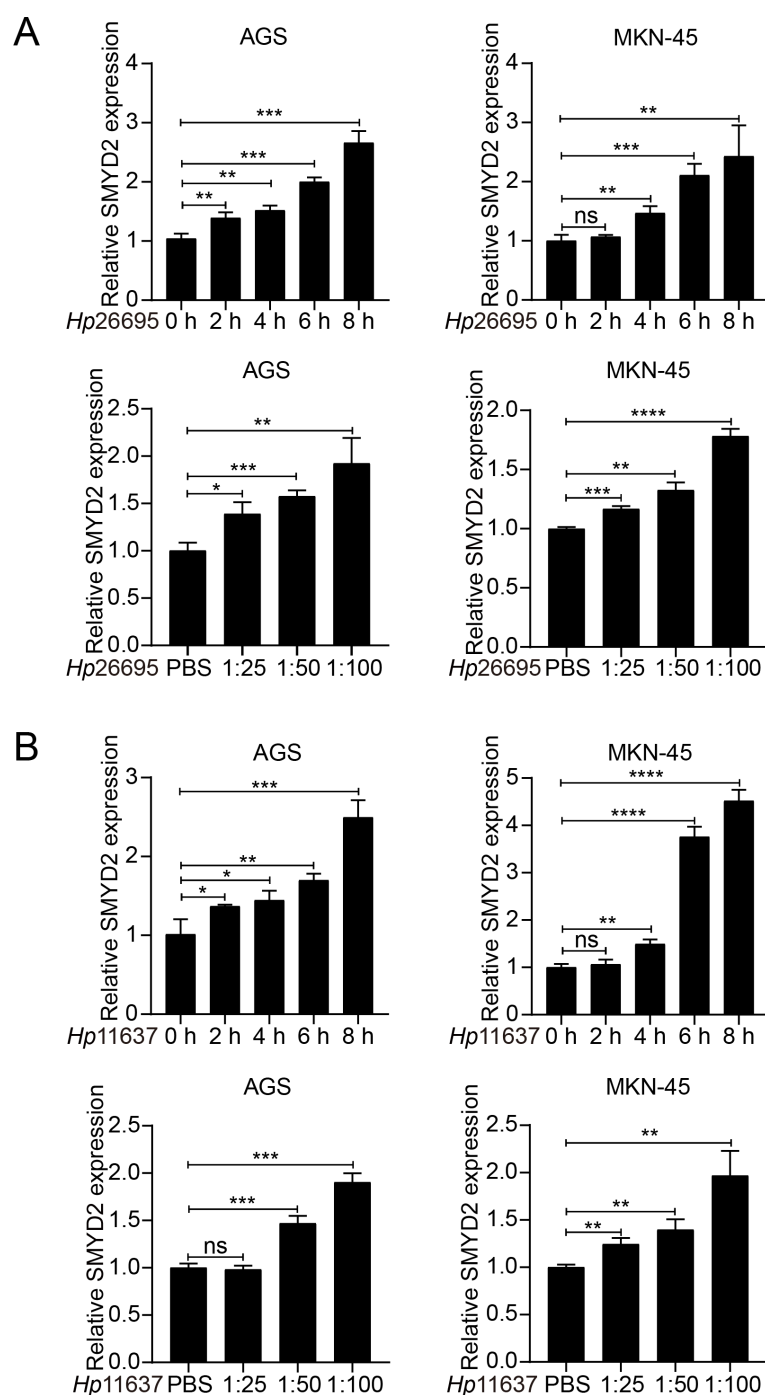 A
AGS
Relative SMYD2 expression
4
3
2
1
0
***
***
**
**
Hp26695 0 h 2 h 4 h 6 h 8 h
MKN-45
Relative SMYD2 expression
4
3
2
1
0
**
***
**
ns
Hp26695 0 h 2 h 4 h 6 h 8 h
AGS
Relative SMYD2 expression
2.5
2.0
1.5
1.0
0.5
0.0
**
***
*
Hp26695 PBS 1:25 1:50 1:100
MKN-45
Relative SMYD2 expression
2.0
1.5
1.0
0.5
0.0
****
**
***
Hp26695 PBS 1:25 1:50 1:100
B
AGS
Relative SMYD2 expression
3
2
1
0
***
**
*
*
Hp11637 0 h 2 h 4 h 6 h 8 h
MKN-45
Relative SMYD2 expression
5
4
3
2
1
0
****
****
**
ns
Hp11637 0 h 2 h 4 h 6 h 8 h
AGS
Relative SMYD2 expression
2.5
2.0
1.5
1.0
0.5
0.0
***
***
ns
Hp11637 PBS 1:25 1:50 1:100
MKN-45
Relative SMYD2 expression
2.5
2.0
1.5
1.0
0.5
0.0
**
**
**
Hp11637 PBS 1:25 1:50 1:100